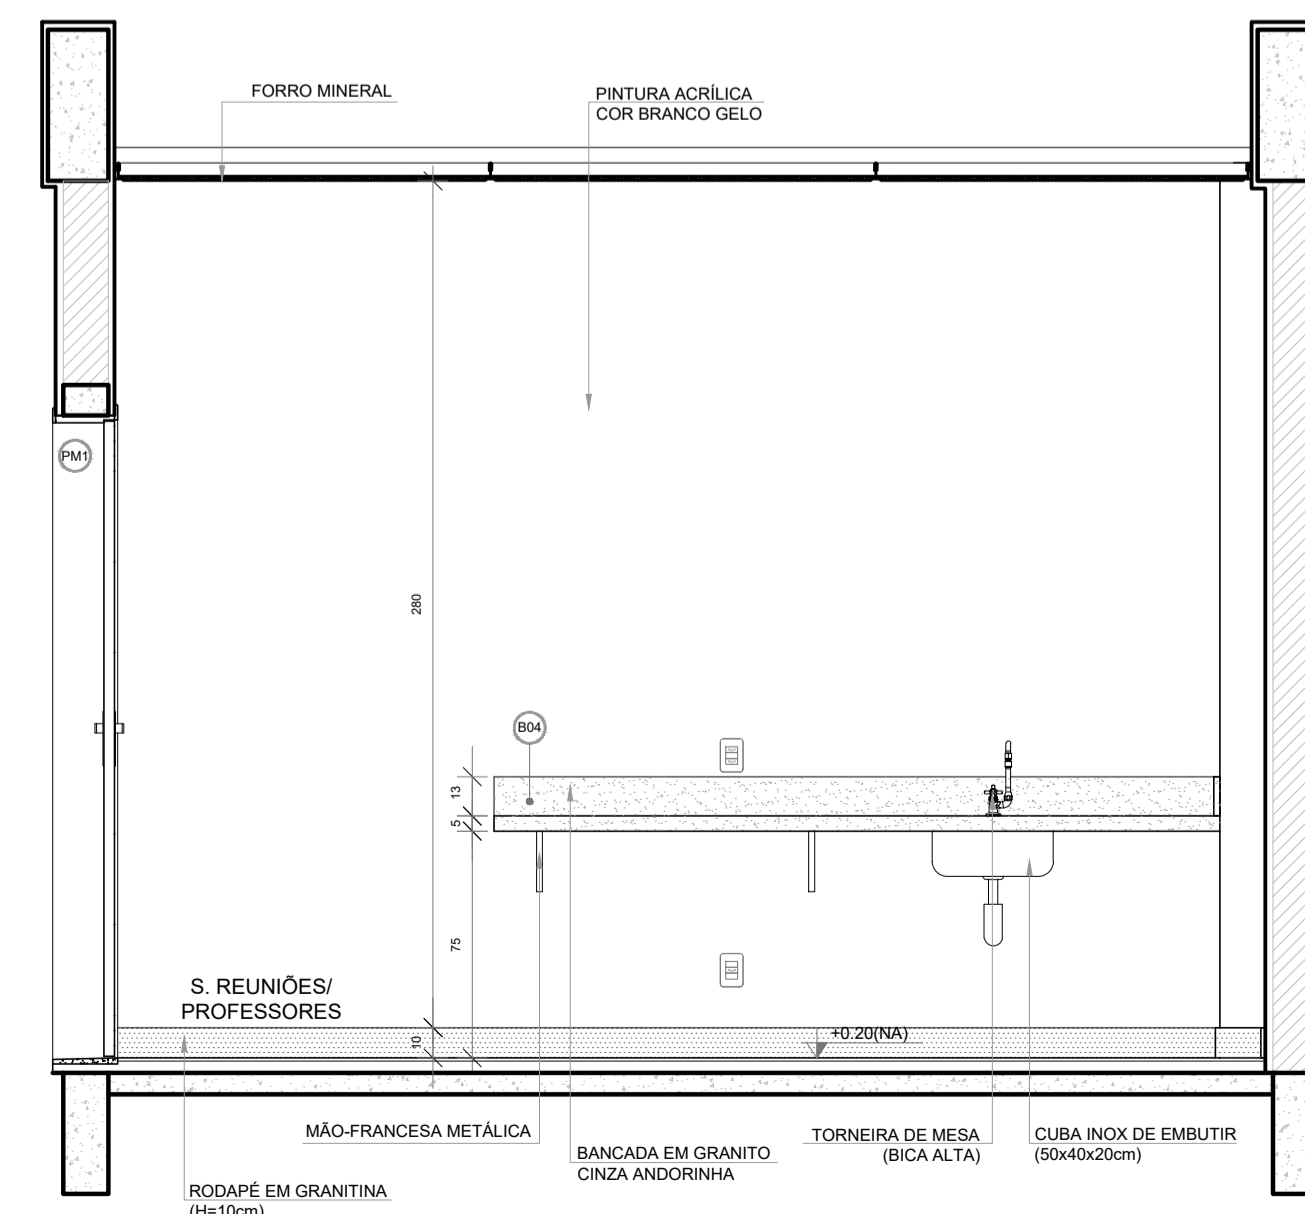 FORRO MINERAL
PINTURA ACRÍLICA
COR BRANCO GELO
PM1
280
B04
13
5
75
S. REUNIÕES/
PROFESSORES
10
+0.20(NA)
MÃO-FRANCESA METÁLICA
BANCADA EM GRANITO
CINZA ANDORINHA
TORNEIRA DE MESA
(BICA ALTA)
CUBA INOX DE EMBUTIR
(50x40x20cm)
RODAPÉ EM GRANITINA
(H=10cm)